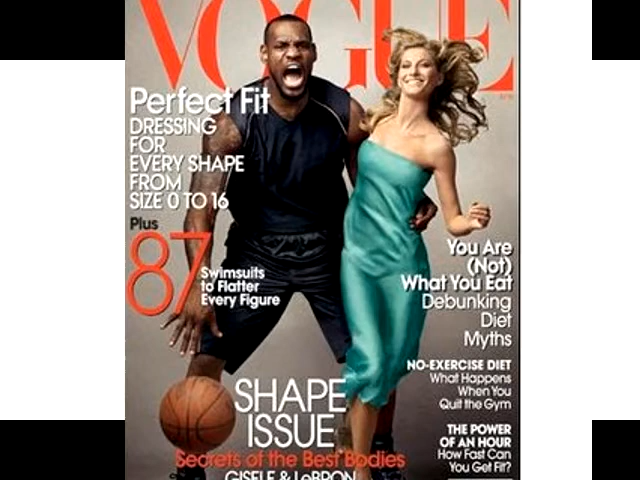 VOGUE
Perfect Fit
DRESSING
FOR
EVERY SHAPE
FROM
SIZE 0 TO 16
Plus
87
Swimsuits
to Flatter
Every Figure
You Are
(Not)
What You Eat
Debunking
Diet
Myths
NO-EXERCISE DIET
What Happens
When You
Quit the Gym
THE POWER
OF AN HOUR
How Fast Can
You Get Fit?
SHAPE
ISSUE
Secrets of the Best Bodies
GISELE & LeBRON